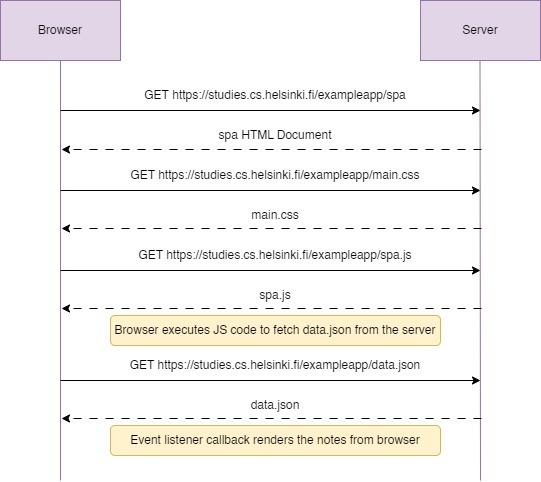 Browser
Server
GET https://studies.cs.helsinki.fi/exampleapp/spa
spa HTML Document
GET https://studies.cs.helsinki.fi/exampleapp/main.css
main.css
GET https://studies.cs.helsinki.fi/exampleapp/spa.js
spa.js
Browser executes JS code to fetch data.json from the server
GET https://studies.cs.helsinki.fi/exampleapp/data.json
data.json
Event listener callback renders the notes from browser